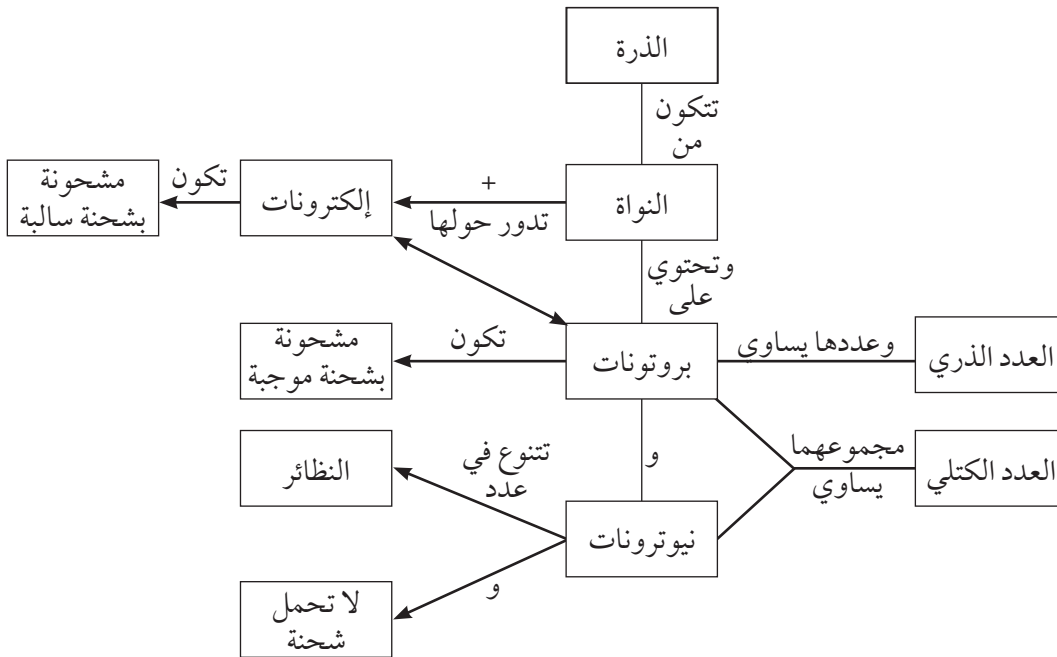 الذرة
تتكون
من
النواة
+
تدور حولها
إلكترونات
تكون
مشحونة
بشحنة سالبة
وتحتوي
على
بروتونات
تكون
مشحونة
بشحنة موجبة
وعددها يساوي
العدد الذري
و
نيوترونات
مجموعهما
يساوي
العدد الكتلي
تتنوع في
عدد
النظائر
و
لا تحمل
شحنة